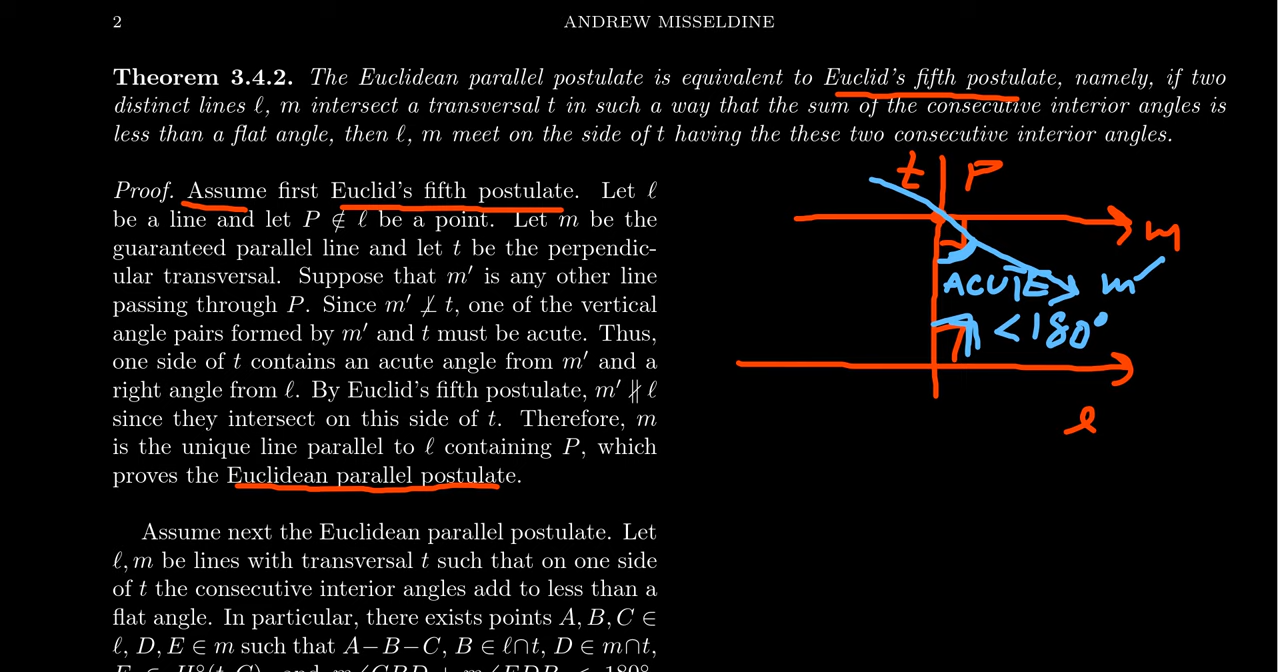 2
ANDREW MISSELDINE
Theorem 3.4.2. The Euclidean parallel postulate is equivalent to Euclid's fifth postulate, namely, if two
distinct lines ℓ, m intersect a transversal t in such a way that the sum of the consecutive interior angles is
less than a flat angle, then ℓ, m meet on the side of t having the these two consecutive interior angles.
Proof. Assume first Euclid's fifth postulate. Let ℓ
be a line and let P ∉ ℓ be a point. Let m be the
guaranteed parallel line and let t be the perpendic-
ular transversal. Suppose that m′ is any other line
passing through P. Since m′ ⊥̸ t, one of the vertical
angle pairs formed by m′ and t must be acute. Thus,
one side of t contains an acute angle from m′ and a
right angle from ℓ. By Euclid's fifth postulate, m′ ∦ ℓ
since they intersect on this side of t. Therefore, m
is the unique line parallel to ℓ containing P, which
proves the Euclidean parallel postulate.
t P
m
ACUTE m′
< 180°
ℓ
Assume next the Euclidean parallel postulate. Let
ℓ, m be lines with transversal t such that on one side
of t the consecutive interior angles add to less than a
flat angle. In particular, there exists points A, B, C ∈
ℓ, D, E ∈ m such that A−B−C, B ∈ ℓ∩t, D ∈ m∩t,